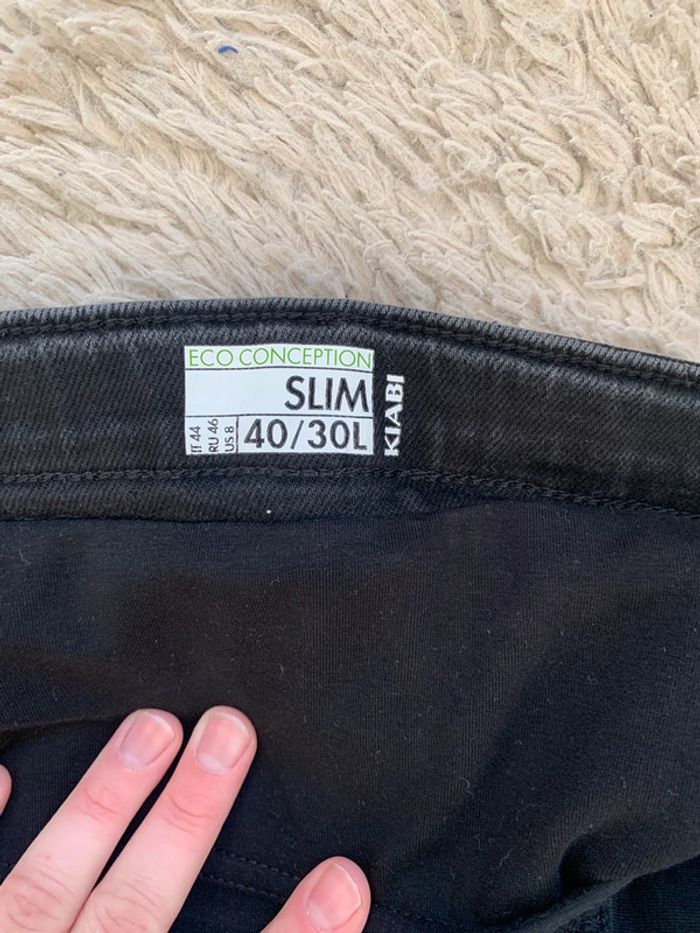 ECO CONCEPTION
SLIM
IT 44
RU 46
US 8
40/30L
KIABI